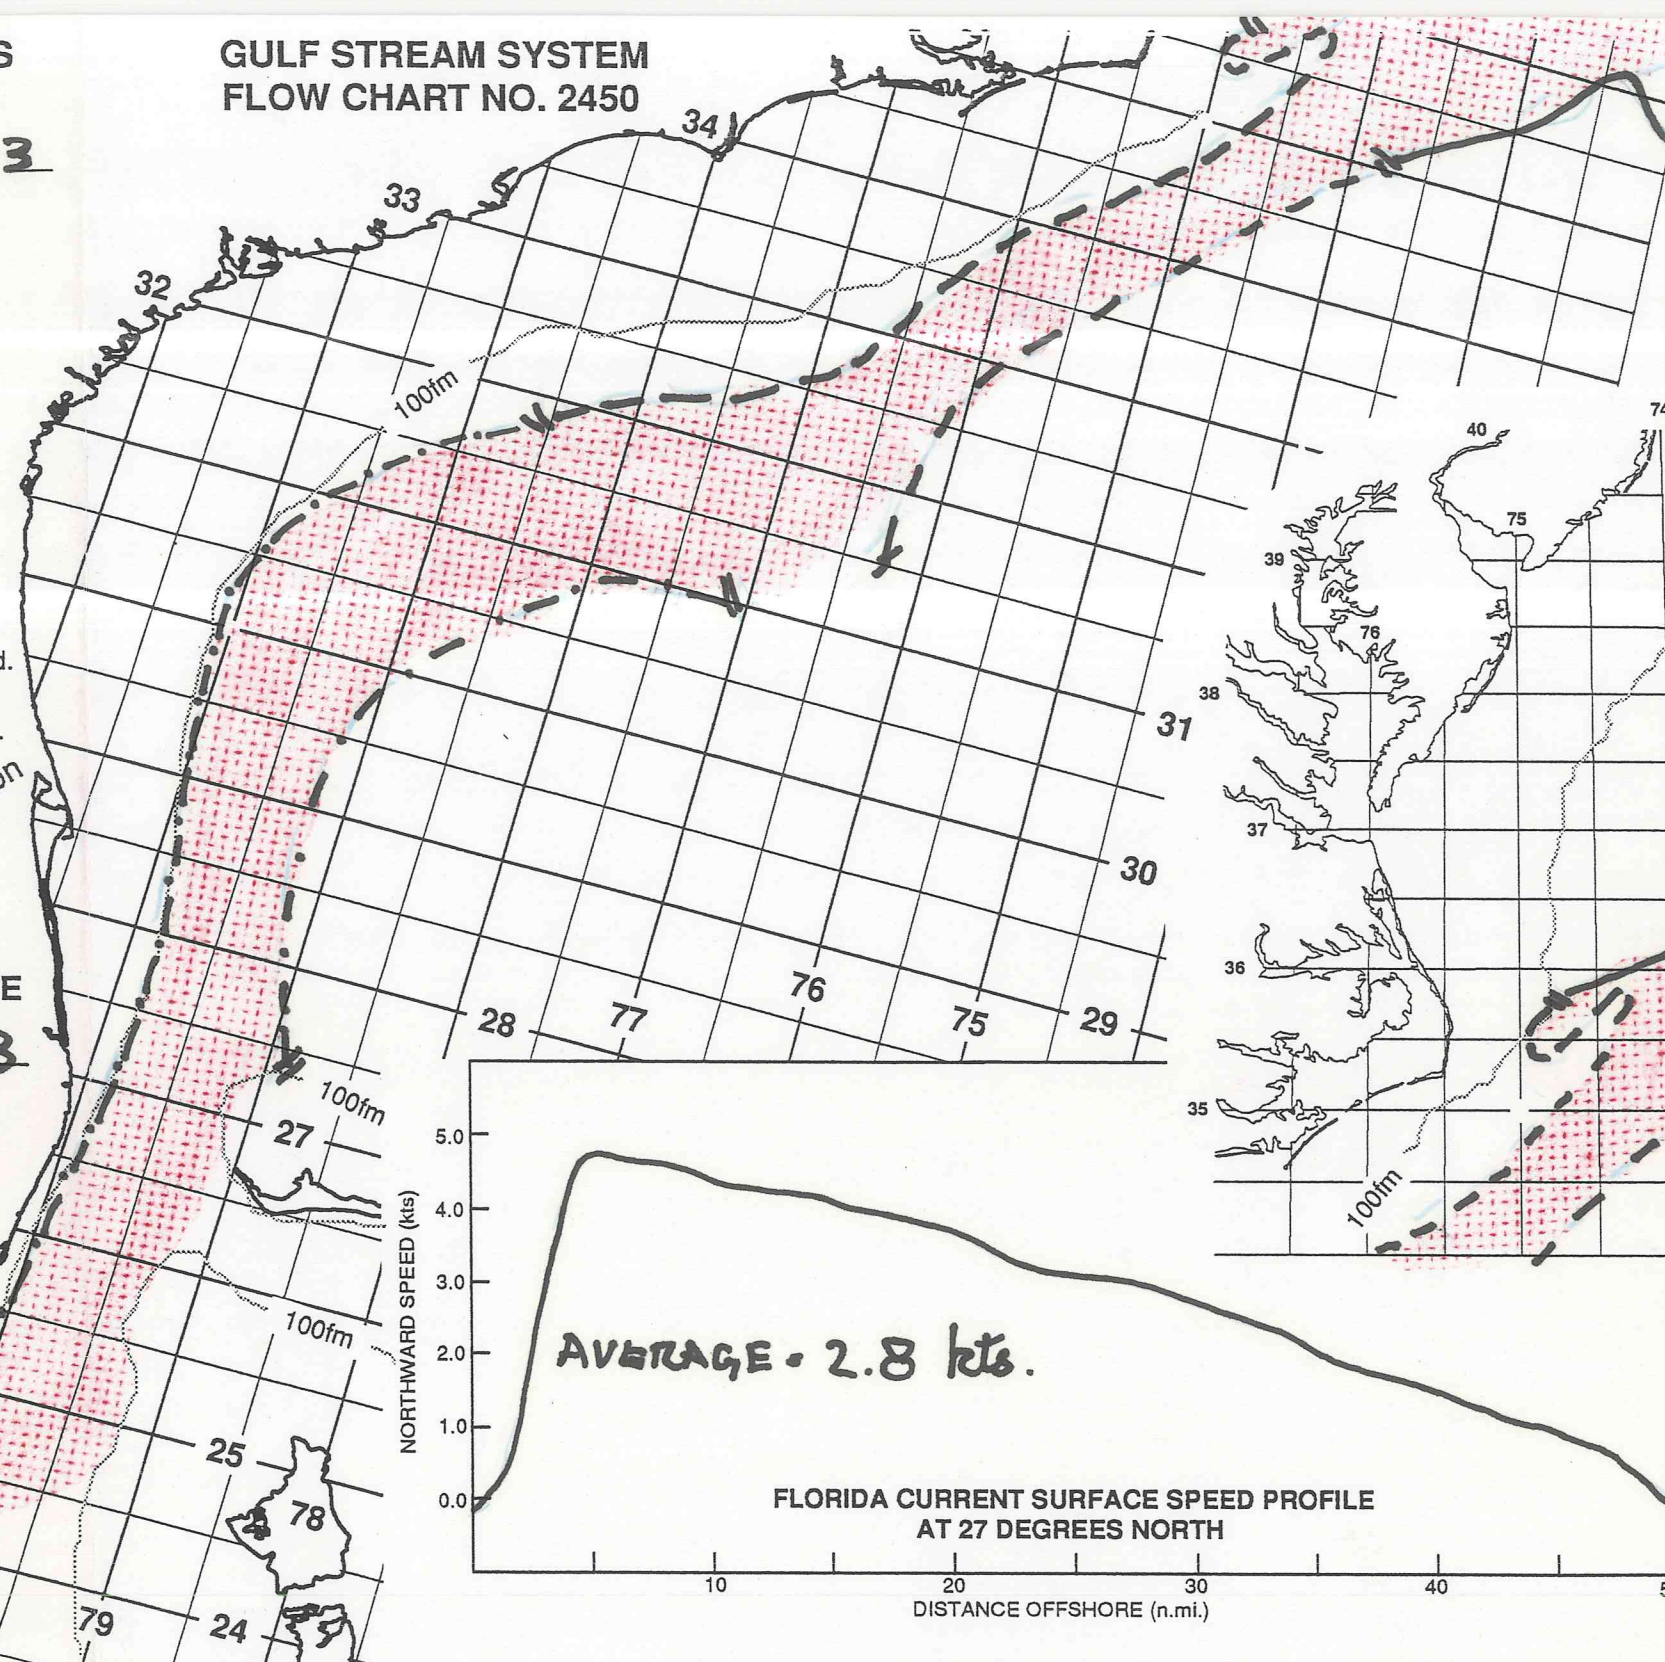 S
GULF STREAM SYSTEM
FLOW CHART NO. 2450
3
34
33
32
100fm
74
40
75
39
76
38
37
36
35
100fm
d.
on
31
30
76
77
75
28
29
E
3
100fm
27
100fm
25
78
79
24
5.0
4.0
3.0
2.0
1.0
0.0
NORTHWARD SPEED (kts)
AVERAGE = 2.8 kts.
FLORIDA CURRENT SURFACE SPEED PROFILE
AT 27 DEGREES NORTH
10 20 30 40 5
DISTANCE OFFSHORE (n.mi.)